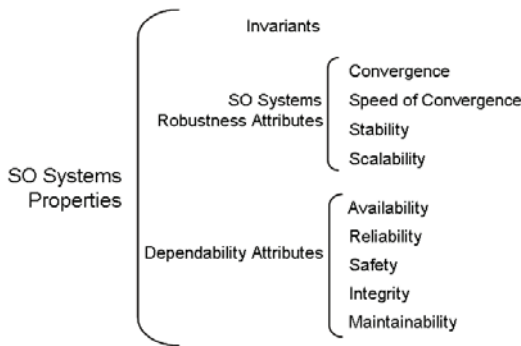 SO Systems
Properties
Invariants
SO Systems
Robustness Attributes
Convergence
Speed of Convergence
Stability
Scalability
Dependability Attributes
Availability
Reliability
Safety
Integrity
Maintainability